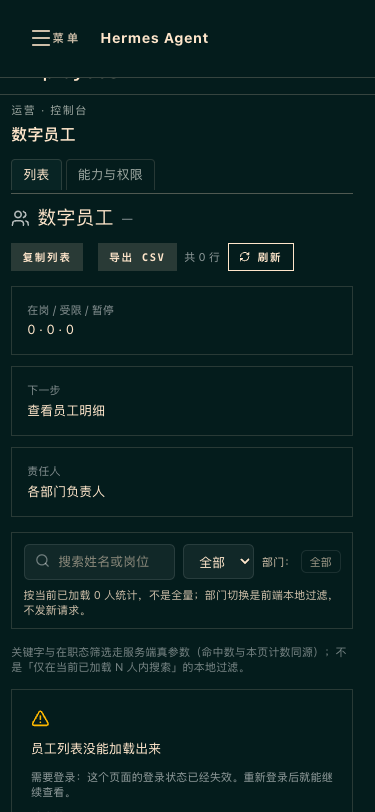 菜单 Hermes Agent
运营 · 控制台
数字员工
列表 能力与权限
数字员工 —
复制列表 导出 CSV 共 0 行 刷新
在岗 / 受限 / 暂停
0 · 0 · 0
下一步
查看员工明细
责任人
各部门负责人
搜索姓名或岗位 全部 部门： 全部
按当前已加载 0 人统计，不是全量；部门切换是前端本地过滤，
不发新请求。
关键字与在职态筛选走服务端真参数（命中数与本页计数同源）；不
是「仅在当前已加载 N 人内搜索」的本地过滤。
员工列表没能加载出来
需要登录：这个页面的登录状态已经失效。重新登录后就能继
续查看。